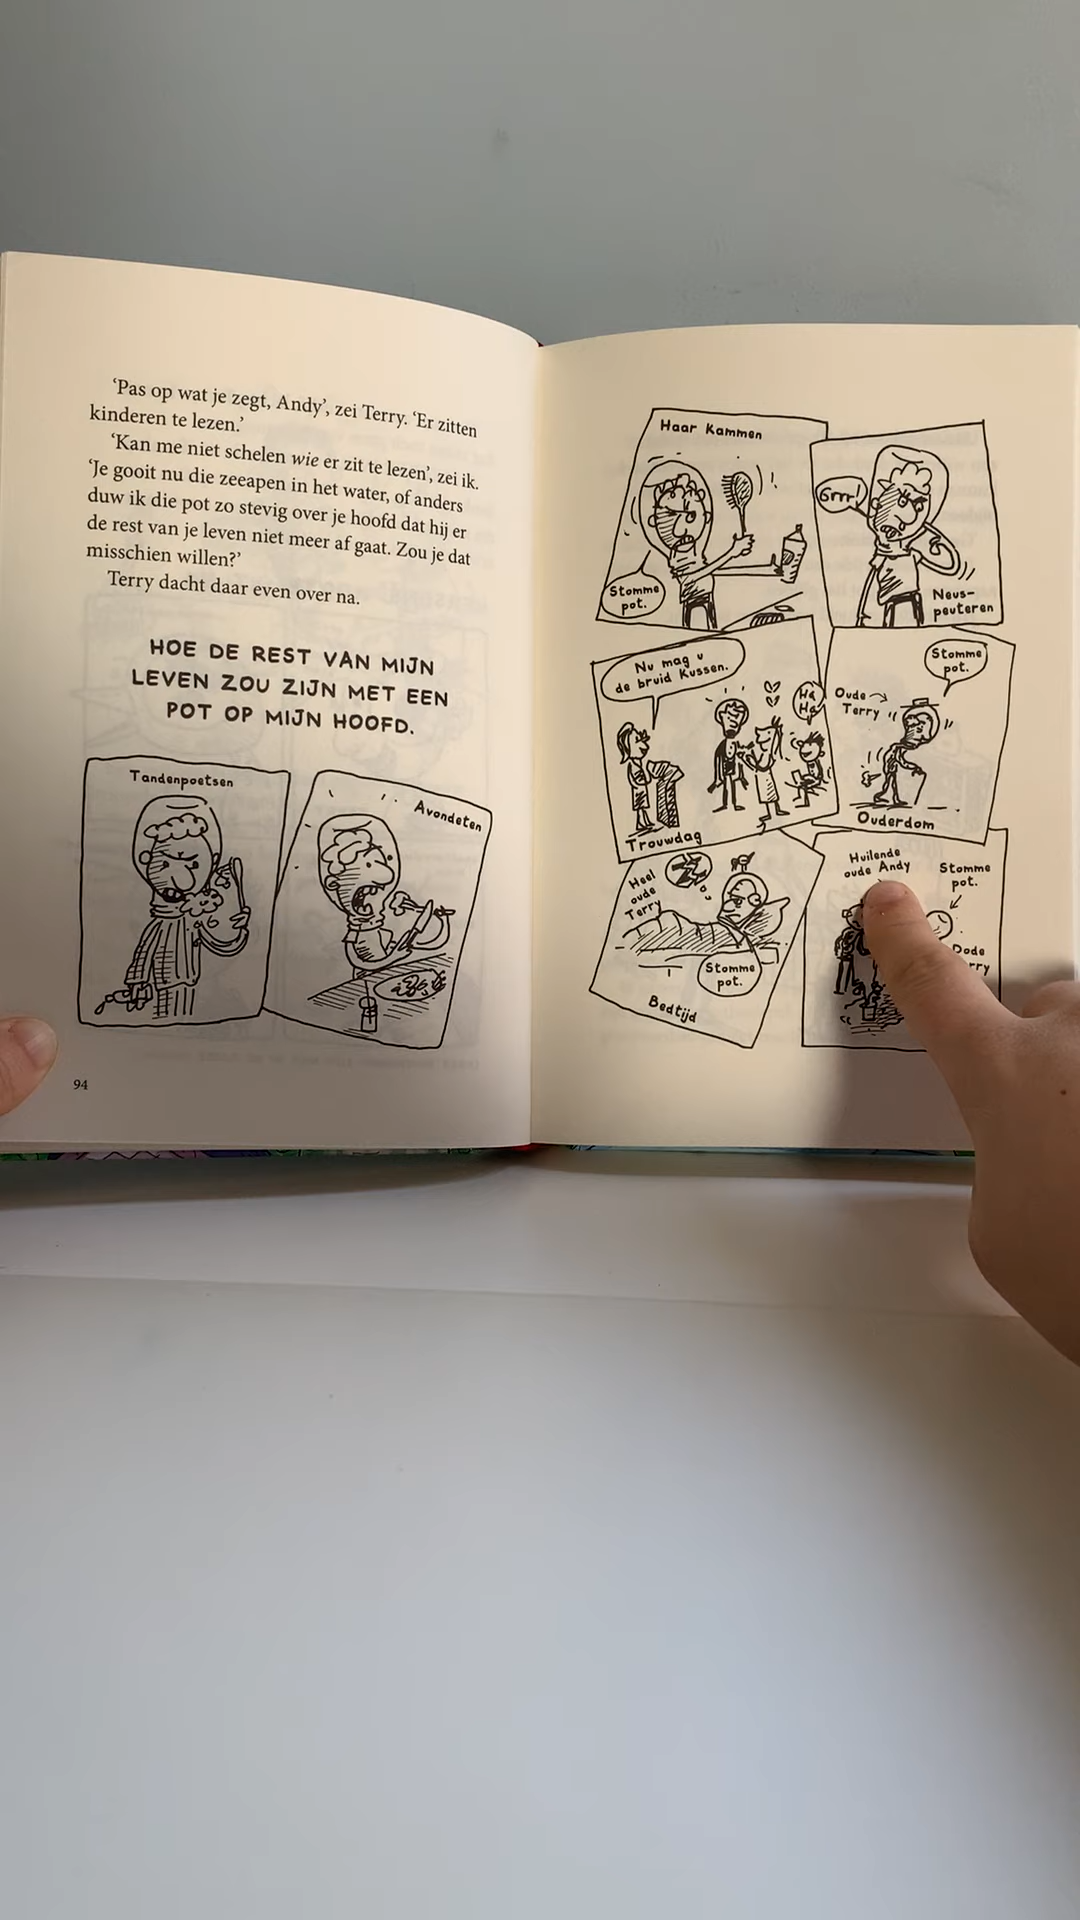 ‘Pas op wat je zegt, Andy’, zei Terry. ‘Er zitten
kinderen te lezen.’
‘Kan me niet schelen wie er zit te lezen’, zei ik.
‘Je gooit nu die zeeapen in het water, of anders
duw ik die pot zo stevig over je hoofd dat hij er
de rest van je leven niet meer af gaat. Zou je dat
misschien willen?’
Terry dacht daar even over na.
HOE DE REST VAN MIJN
LEVEN ZOU ZIJN MET EEN
POT OP MIJN HOOFD.
Tandenpoetsen
Avondeten
94
Haar Kammen
Stomme
pot.
Grrr!
Neus-
peuteren
Nu mag u
de bruid Kussen.
Ha
Ha
Trouwdag
Stomme
pot.
Oude
Terry
Ouderdom
Heel
oude
Terry
Stomme
pot.
Bedtijd
Huilende
oude Andy
Stomme
pot.
Dode